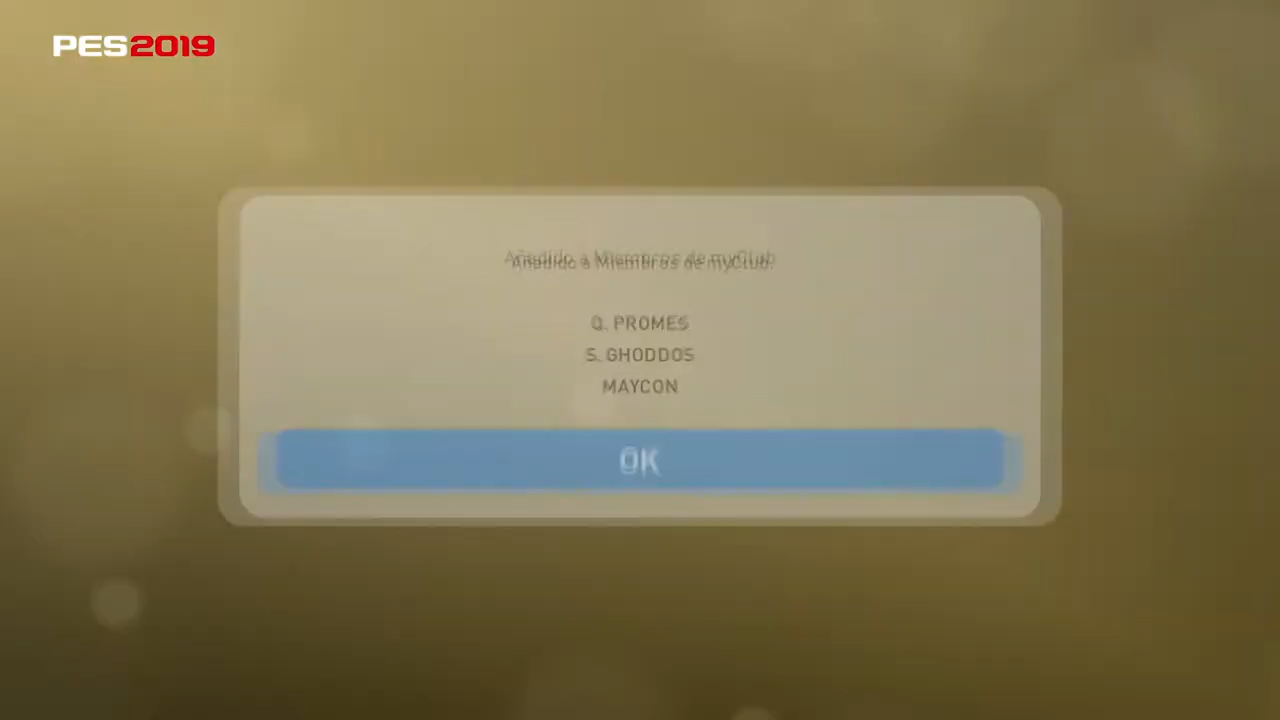 PES2019
Añadido a Miembros de myClub.
Q. PROMES
S. GHODDOS
MAYCON
OK